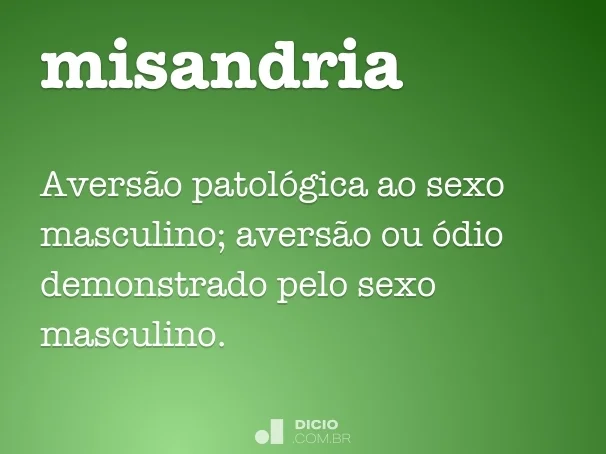 misandria
Aversão patológica ao sexo
masculino; aversão ou ódio
demonstrado pelo sexo
masculino.
DICIO
.COM.BR